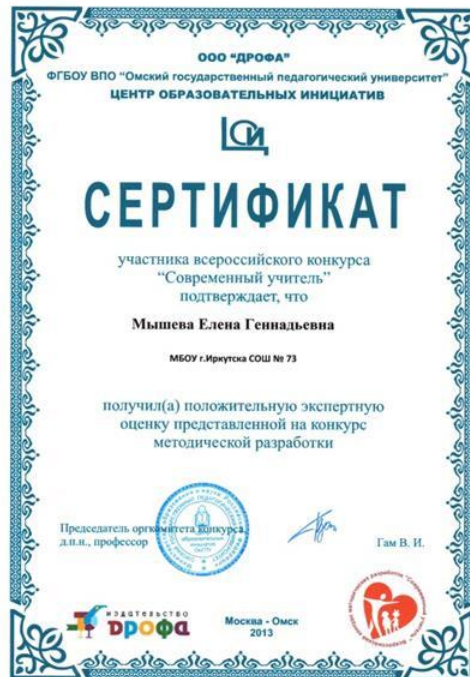 ООО "ДРОФА"
ФГБОУ ВПО "Омский государственный педагогический университет"
ЦЕНТР ОБРАЗОВАТЕЛЬНЫХ ИНИЦИАТИВ
ЦОИ
СЕРТИФИКАТ
участника всероссийского конкурса
"Современный учитель"
подтверждает, что
Мышева Елена Геннадьевна
МБОУ г.Иркутска СОШ № 73
получил(а) положительную экспертную
оценку представленной на конкурс
методической разработки
Председатель оргкомитета конкурса,
д.п.н., профессор
Гам В. И.
издательство
дрофа
Москва - Омск
2013